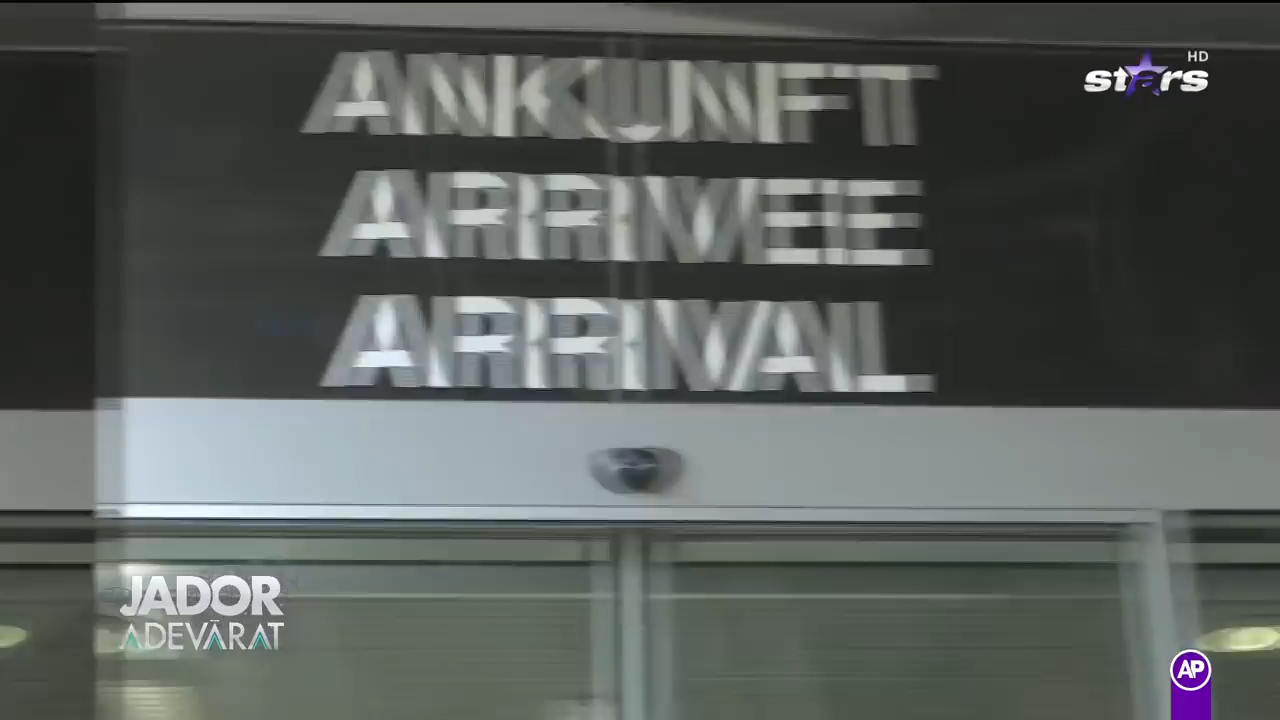 ANKUNFT
ARRIVEE
ARRIVAL
HD
stars
JADOR
ADEVĂRAT
AP